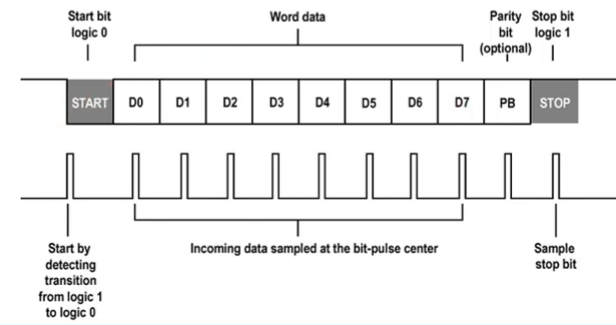 Start bit
logic 0
Word data
Parity
bit
(optional)
Stop bit
logic 1
START D0 D1 D2 D3 D4 D5 D6 D7 PB STOP
Start by
detecting
transition
from logic 1
to logic 0
Incoming data sampled at the bit-pulse center
Sample
stop bit